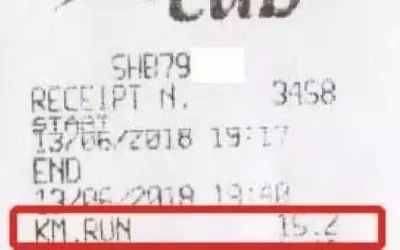 cab
SHB79
RECEIPT N. 3458
START
13/06/2018 19:17
END
13/06/2018 19:40
KM.RUN 15.2